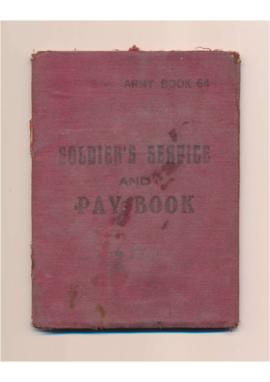 ARMY BOOK 64
SOLDIER'S SERVICE
AND
PAY BOOK